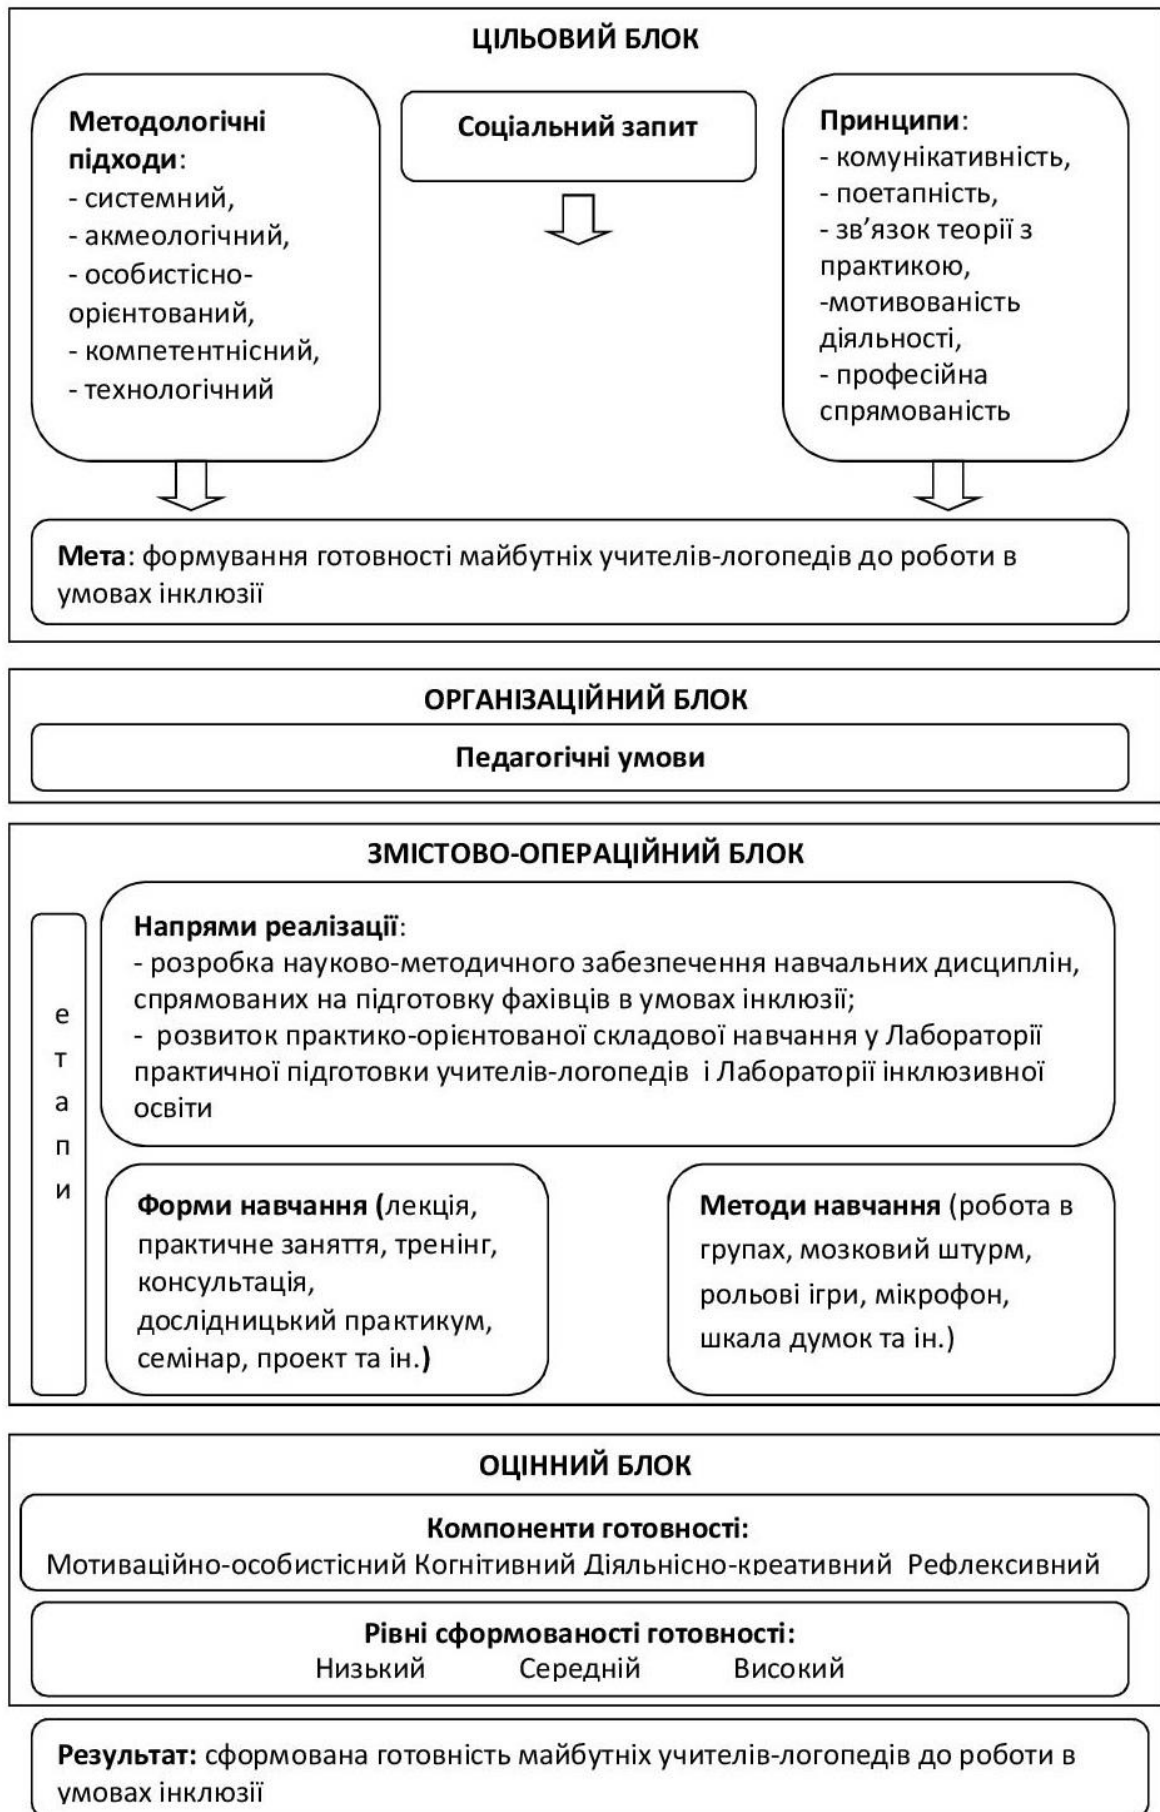 ЦІЛЬОВИЙ БЛОК
Методологічні
підходи:
- системний,
- акмеологічний,
- особистісно-
орієнтований,
- компетентнісний,
- технологічний
Соціальний запит
Принципи:
- комунікативність,
- поетапність,
- зв’язок теорії з
практикою,
-мотивованість
діяльності,
- професійна
спрямованість
Мета: формування готовності майбутніх учителів-логопедів до роботи в
умовах інклюзії
ОРГАНІЗАЦІЙНИЙ БЛОК
Педагогічні умови
ЗМІСТОВО-ОПЕРАЦІЙНИЙ БЛОК
е
т
а
п
и
Напрями реалізації:
- розробка науково-методичного забезпечення навчальних дисциплін,
спрямованих на підготовку фахівців в умовах інклюзії;
- розвиток практико-орієнтованої складової навчання у Лабораторії
практичної підготовки учителів-логопедів і Лабораторії інклюзивної
освіти
Форми навчання (лекція,
практичне заняття, тренінг,
консультація,
дослідницький практикум,
семінар, проект та ін.)
Методи навчання (робота в
групах, мозковий штурм,
рольові ігри, мікрофон,
шкала думок та ін.)
ОЦІННИЙ БЛОК
Компоненти готовності:
Мотиваційно-особистісний Когнітивний Діяльнісно-креативний Рефлексивний
Рівні сформованості готовності:
Низький Середній Високий
Результат: сформована готовність майбутніх учителів-логопедів до роботи в
умовах інклюзії